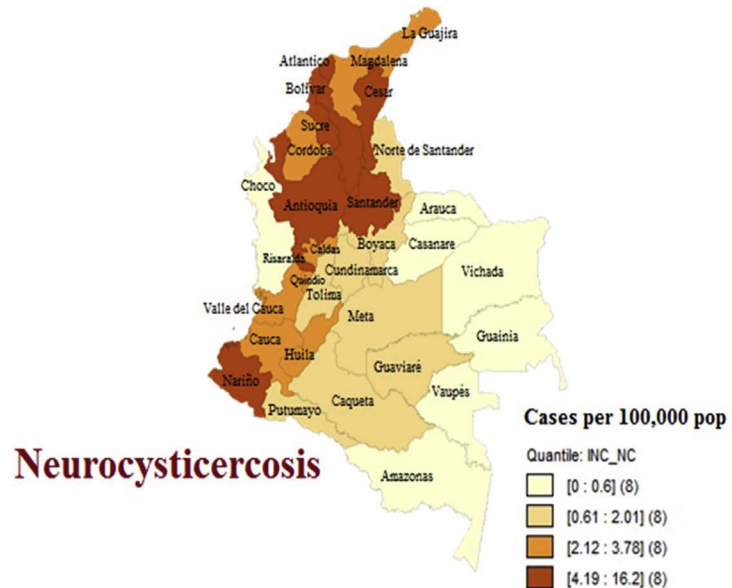 La Guajira
Atlantico
Magdalena
Bolívar
Cesar
Sucre
Cordoba
Norte de Santander
Choco
Antioquia
Santander
Arauca
Boyaca
Casanare
Caldas
Risaralda
Cundinamarca
Vichada
Quindio
Tolima
Valle del Cauca
Meta
Guainia
Cauca
Huila
Guaviaré
Nariño
Vaupés
Caqueta
Putumayo
Amazonas
Neurocysticercosis
Cases per 100,000 pop
Quantile: INC_NC
[0 : 0.6] (8)
[0.61 : 2.01] (8)
[2.12 : 3.78] (8)
[4.19 : 16.2] (8)